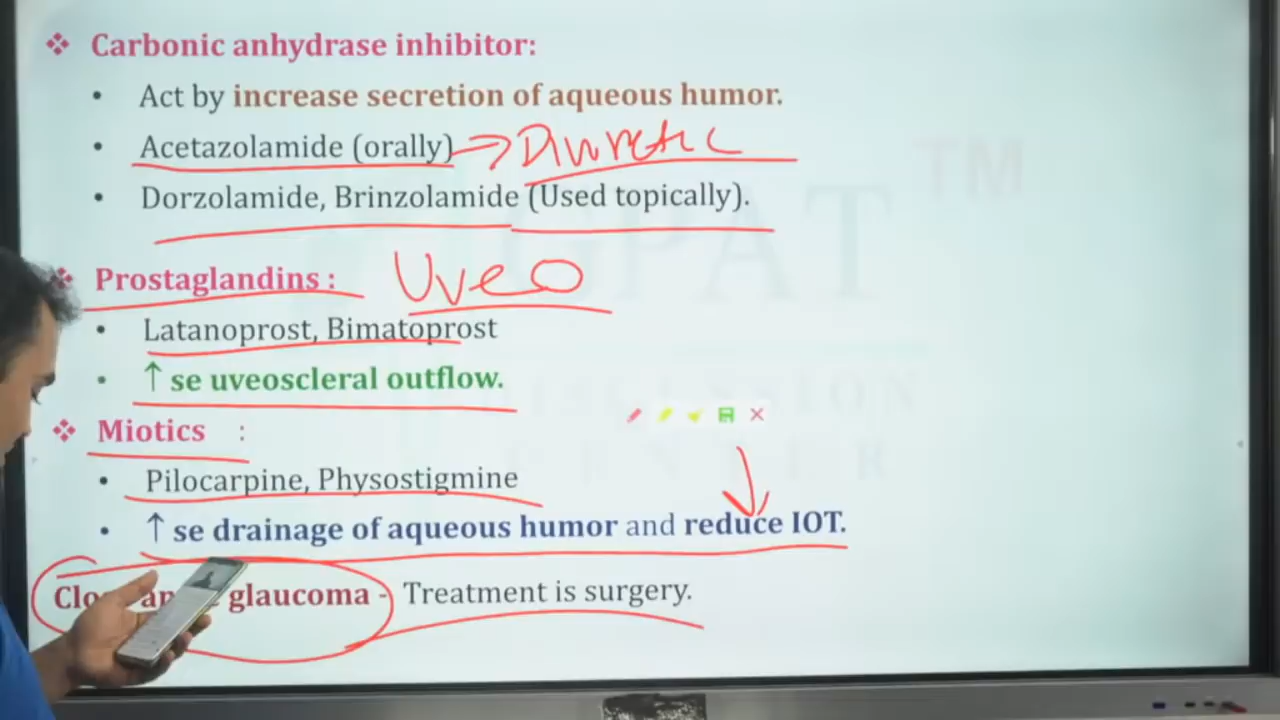 ❖ Carbonic anhydrase inhibitor:
• Act by increase secretion of aqueous humor.
• Acetazolamide (orally) → Diuretic
• Dorzolamide, Brinzolamide (Used topically).
❖ Prostaglandins : Uveo
• Latanoprost, Bimatoprost
• ↑ se uveoscleral outflow.
❖ Miotics :
• Pilocarpine, Physostigmine
• ↑ se drainage of aqueous humor and reduce IOT.
glaucoma - Treatment is surgery.
GPAT TM